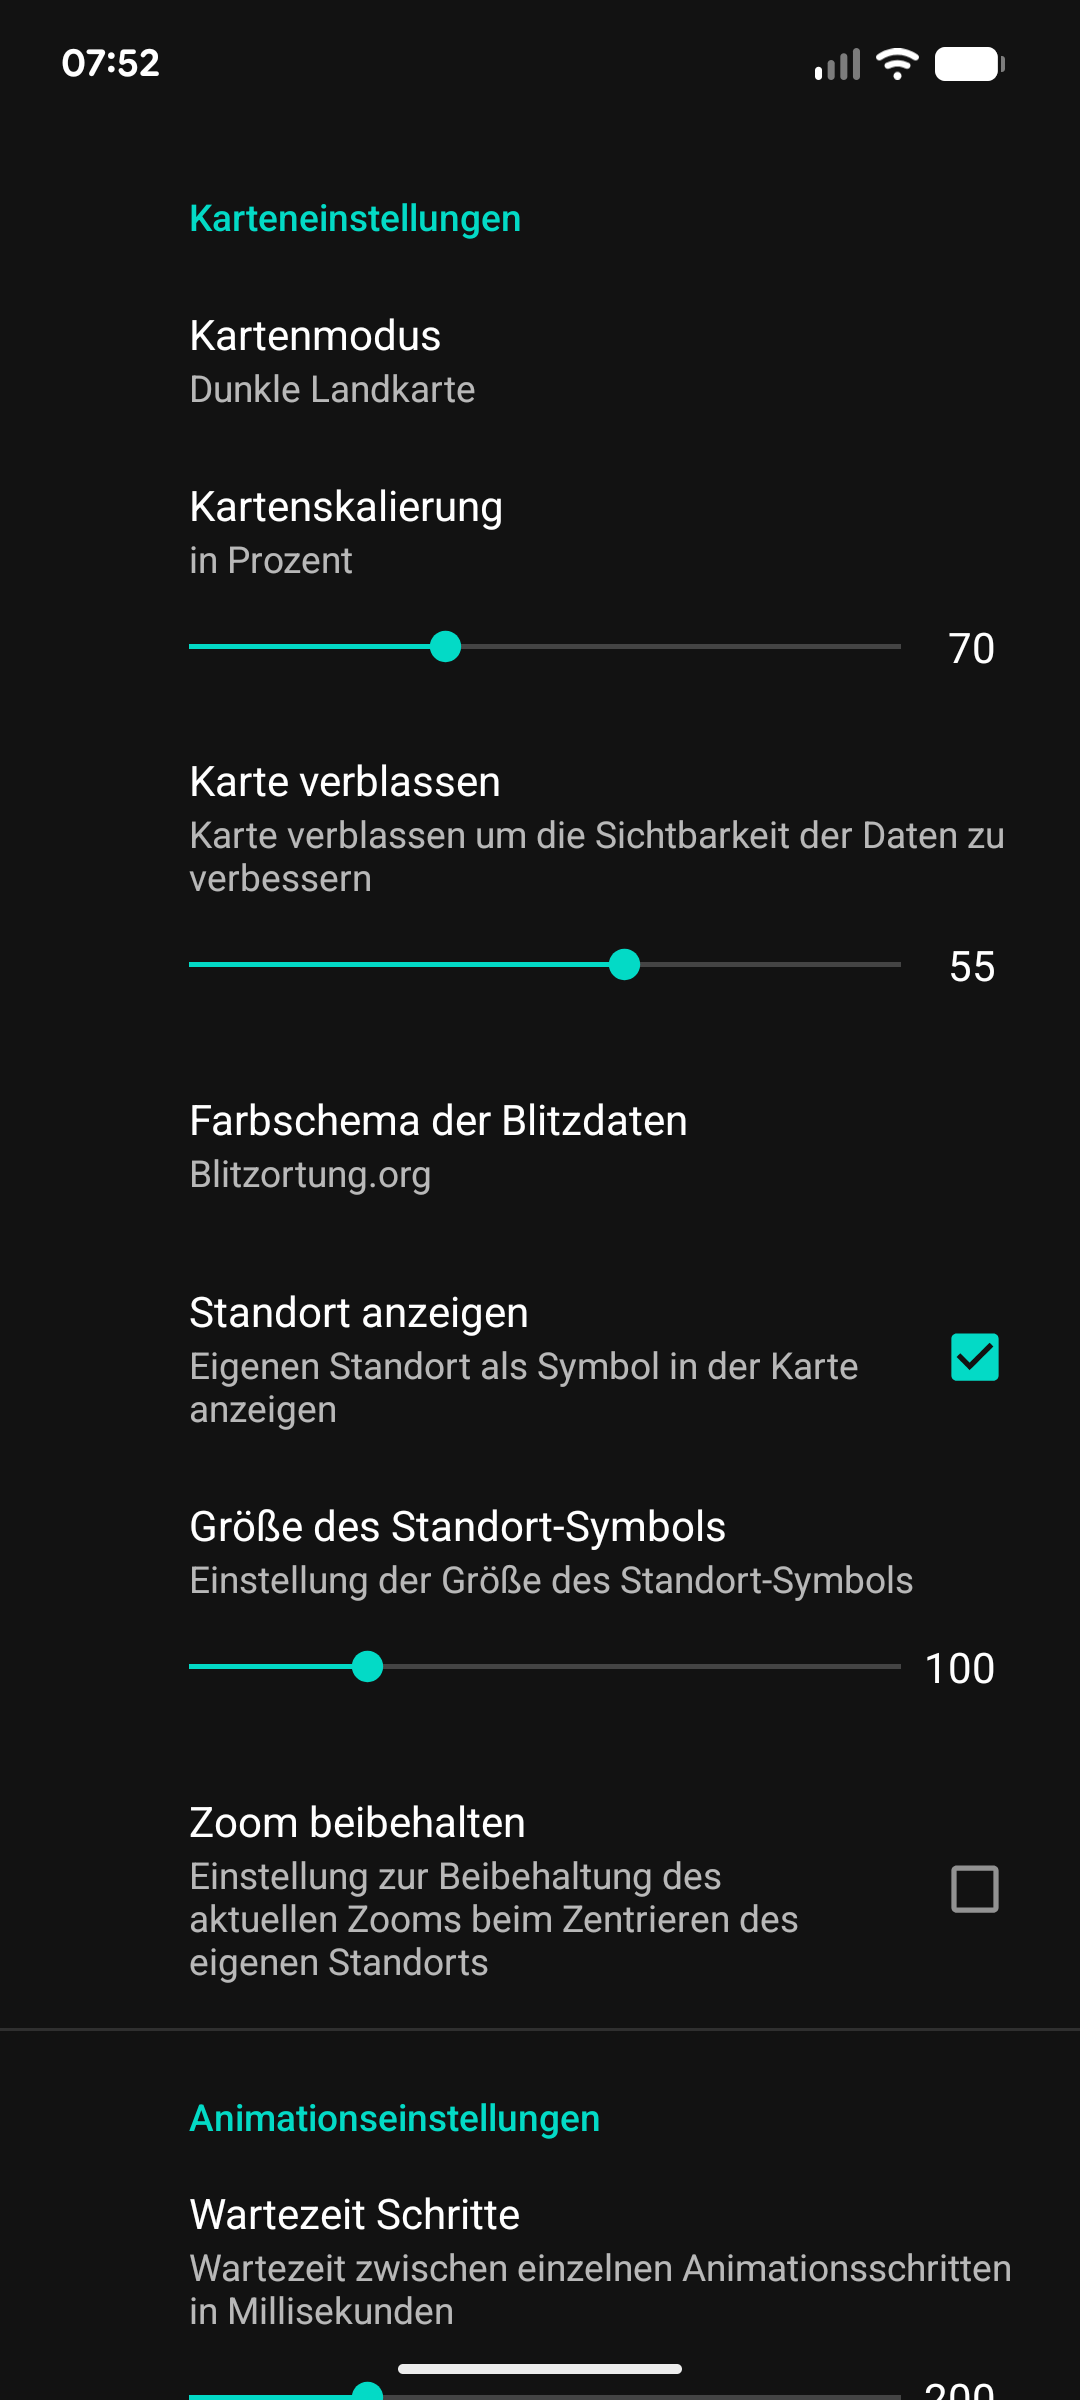 07:52
Karteneinstellungen
Kartenmodus
Dunkle Landkarte
Kartenskalierung
in Prozent
70
Karte verblassen
Karte verblassen um die Sichtbarkeit der Daten zu
verbessern
55
Farbschema der Blitzdaten
Blitzortung.org
Standort anzeigen
Eigenen Standort als Symbol in der Karte
anzeigen
Größe des Standort-Symbols
Einstellung der Größe des Standort-Symbols
100
Zoom beibehalten
Einstellung zur Beibehaltung des
aktuellen Zooms beim Zentrieren des
eigenen Standorts
Animationseinstellungen
Wartezeit Schritte
Wartezeit zwischen einzelnen Animationsschritten
in Millisekunden
200